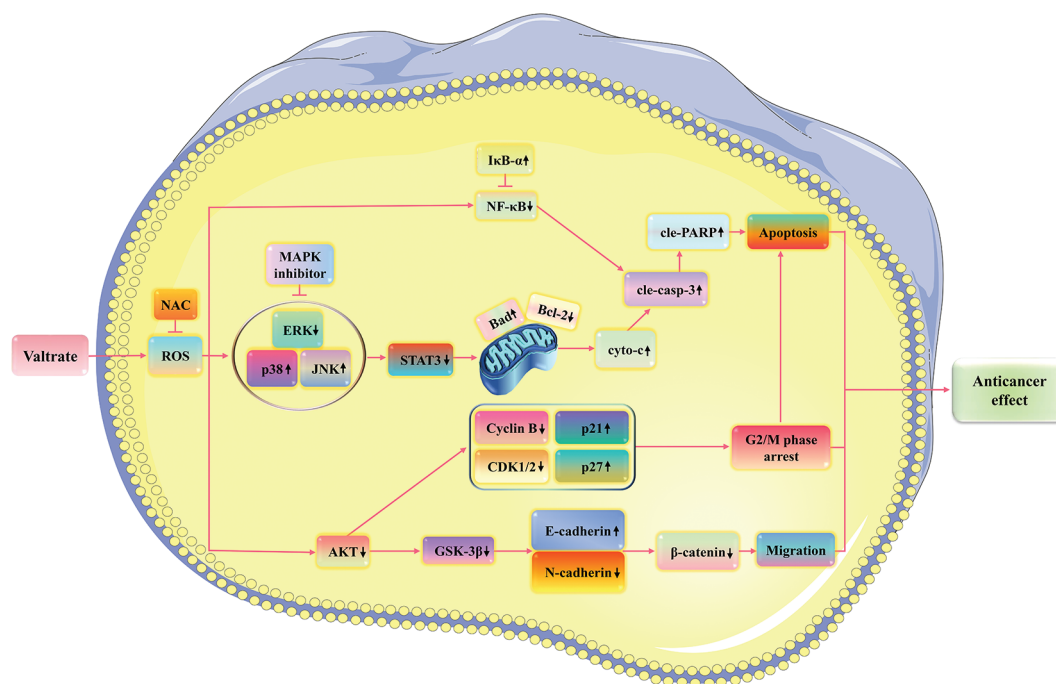 IκB-α↑
NF-κB↓
cle-PARP↑
Apoptosis
MAPK
inhibitor
cle-casp-3↑
NAC
Bad↑
Bcl-2↓
ERK↓
Valtrate
ROS
p38↑
JNK↑
STAT3↓
cyto-c↑
Anticancer
effect
Cyclin B↓
p21↑
G2/M phase
arrest
CDK1/2↓
p27↑
E-cadherin↑
AKT↓
GSK-3β↓
β-catenin↓
Migration
N-cadherin↓